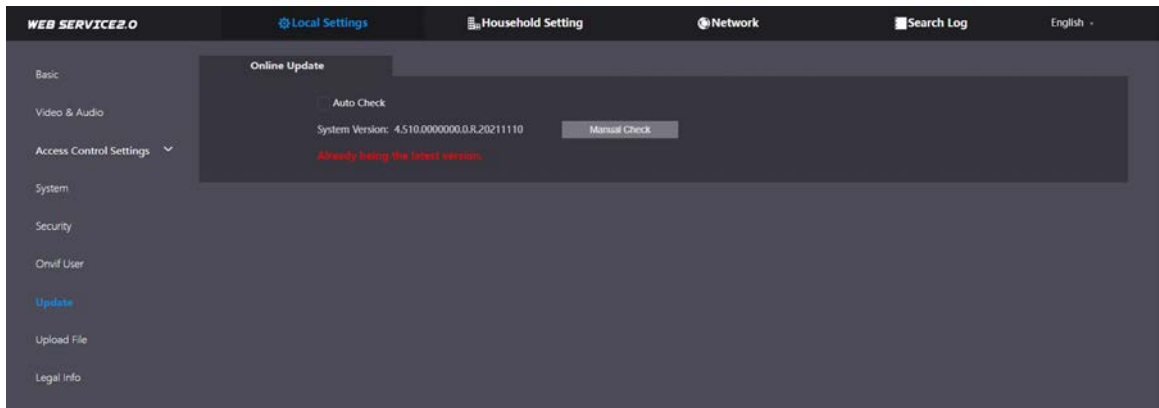 WEB SERVICE2.0 Local Settings Household Setting Network Search Log English
Basic
Video & Audio
Access Control Settings
System
Security
Onvif User
Update
Upload File
Legal Info
Online Update
Auto Check
System Version: 4.510.0000000.0.R.20211110 Manual Check
Already being the latest version.